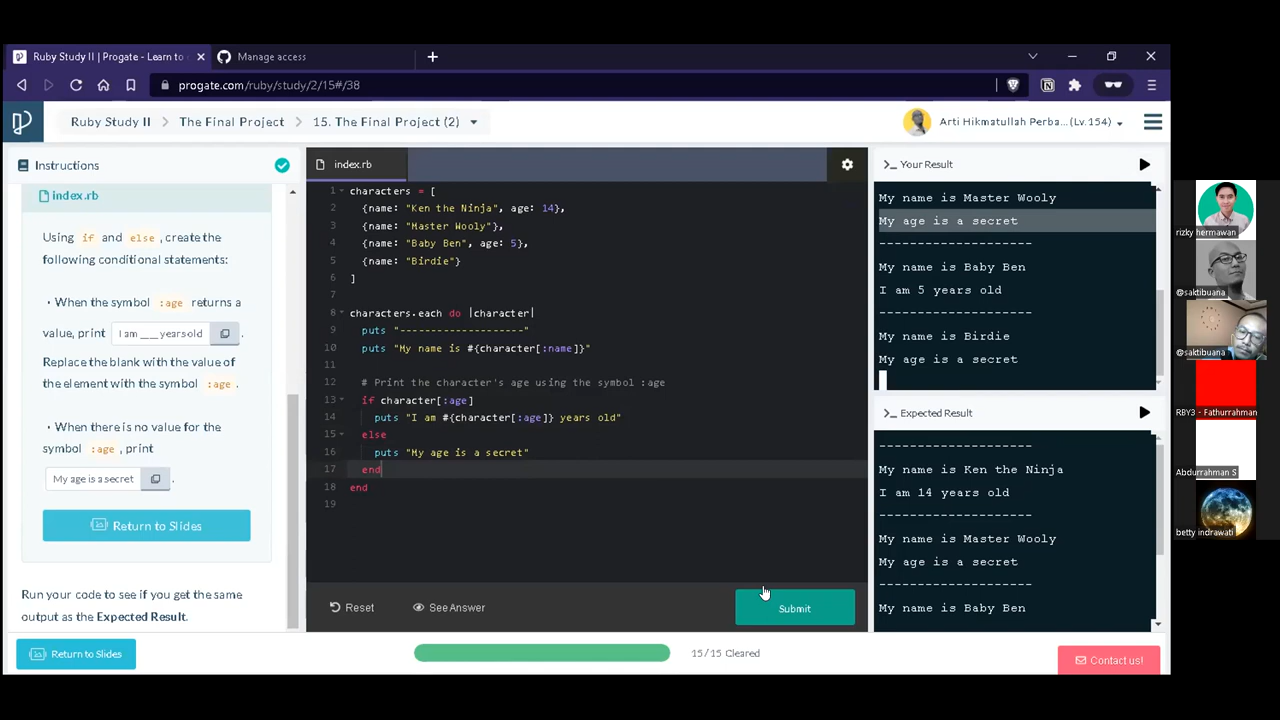 Ruby Study II | Progate - Learn to
Manage access
progate.com/ruby/study/2/15#/38
Ruby Study II > The Final Project > 15. The Final Project (2)
Arti Hikmatullah Perba...(Lv.154)
Instructions
index.rb
Using if and else, create the
following conditional statements:
· When the symbol :age returns a
value, print I am ___ years old .
Replace the blank with the value of
the element with the symbol :age.
· When there is no value for the
symbol :age, print
My age is a secret .
Return to Slides
Run your code to see if you get the same
output as the Expected Result.
Return to Slides
index.rb
1 characters = [
2 {name: "Ken the Ninja", age: 14},
3 {name: "Master Wooly"},
4 {name: "Baby Ben", age: 5},
5 {name: "Birdie"}
6 ]
7
8 characters.each do |character|
9 puts "--------------------"
10 puts "My name is #{character[:name]}"
11
12 # Print the character's age using the symbol :age
13 if character[:age]
14 puts "I am #{character[:age]} years old"
15 else
16 puts "My age is a secret"
17 end
18 end
19
Reset
See Answer
Submit
15/15 Cleared
Your Result
My name is Master Wooly
My age is a secret
--------------------
My name is Baby Ben
I am 5 years old
--------------------
My name is Birdie
My age is a secret
Expected Result
--------------------
My name is Ken the Ninja
I am 14 years old
--------------------
My name is Master Wooly
My age is a secret
--------------------
My name is Baby Ben
Contact us!
rizky hermawan
@saktibuana
@saktibuana
RBY3 - Fathurrahman
Abdurrahman S
betty indrawati